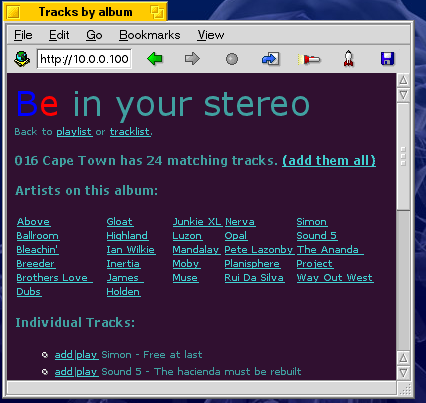 Tracks by album
File Edit Go Bookmarks View
http://10.0.0.100
Be in your stereo
Back to playlist or tracklist.
016 Cape Town has 24 matching tracks. (add them all)
Artists on this album:
Above Gloat Junkie XL Nerva Simon
Ballroom Highland Luzon Opal Sound 5
Bleachin' Ian Wilkie Mandalay Pete Lazonby The Ananda
Breeder Inertia Moby Planisphere Project
Brothers Love James Muse Rui Da Silva Way Out West
Dubs Holden
Individual Tracks:
add|play Simon - Free at last
add|play Sound 5 - The hacienda must be rebuilt